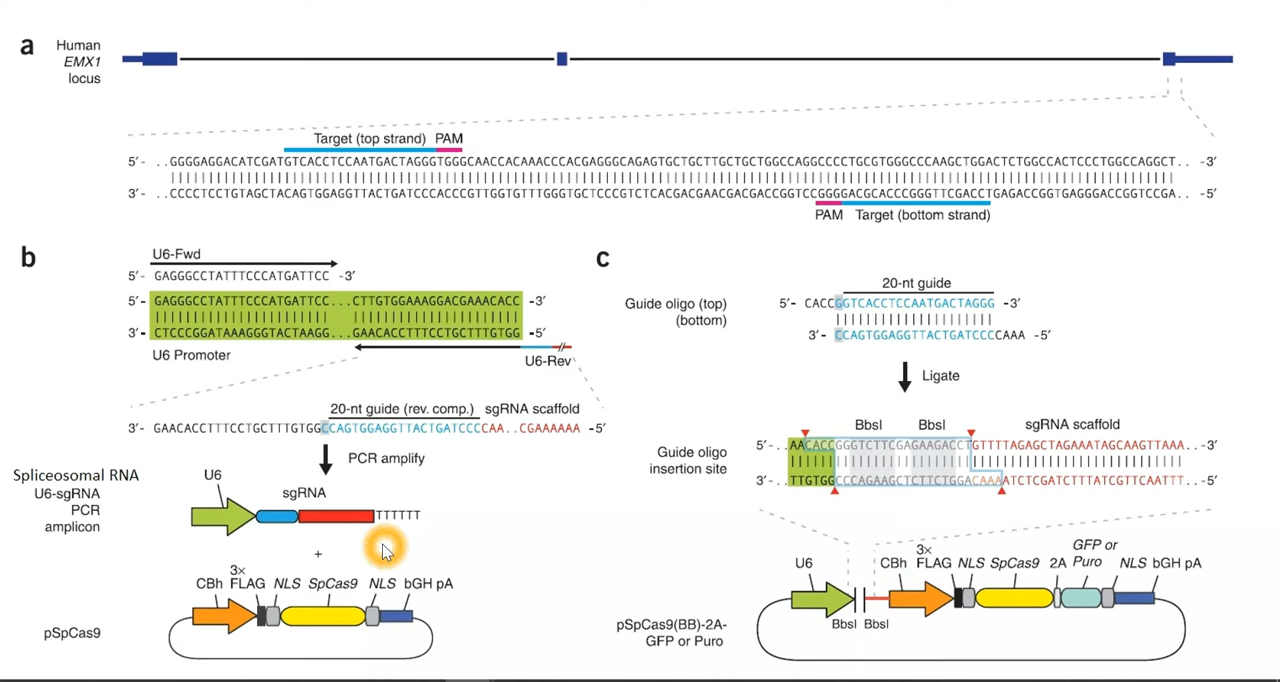 a
Human
EMX1
locus
Target (top strand) PAM
5′- ..GGGGAGGACATCGATGTCACCTCCAATGACTAGGGTGGGCAACCACAAACCCACGAGGGCAGAGTGCTGCTTGCTGCTGGCCAGGCCCCTGCGTGGGCCCAAGCTGGACTCTGGCCACTCCCTGGCCAGGCT.. -3′
3′- ..CCCCTCCTGTAGCTACAGTGGAGGTTACTGATCCCACCCGTTGGTGTTTGGGTGCTCCCGTCTCACGACGAACGACGACCGGTCCGGGGACGCACCCGGGTTCGACCTGAGACCGGTGAGGGACCGGTCCGA.. -5′
PAM Target (bottom strand)
b
U6-Fwd
5′- GAGGGCCTATTTCCCATGATTCC -3′
5′- GAGGGCCTATTTCCCATGATTCC...CTTGTGGAAAGGACGAAACACC -3′
3′- CTCCCGGATAAAGGGTACTAAGG...GAACACCTTTCCTGCTTTGTGG -5′
U6 Promoter
U6-Rev
20-nt guide (rev. comp.) sgRNA scaffold
3′- GAACACCTTTCCTGCTTTGTGGCCAGTGGAGGTTACTGATCCCCAA..CGAAAAAAA -5′
PCR amplify
Spliceosomal RNA
U6-sgRNA
PCR
amplicon
U6
sgRNA
TTTTTT
+
CBh 3× FLAG NLS SpCas9 NLS bGH pA
pSpCas9
c
20-nt guide
Guide oligo (top)
(bottom)
5′- CACCGGTCACCTCCAATGACTAGGG -3′
3′- CCAGTGGAGGTTACTGATCCCCAAA -5′
Ligate
BbsI BbsI sgRNA scaffold
Guide oligo
insertion site
5′-..AACACCGGGTCTTCGAGAAGACCTGTTTTAGAGCTAGAAATAGCAAGTTAAA..-3′
3′-..TTGTGGCCCAGAAGCTCTTCTGGACAAAATCTCGATCTTTATCGTTCAATTT..-5′
U6 CBh 3× FLAG NLS SpCas9 2A GFP or Puro NLS bGH pA
BbsI BbsI
pSpCas9(BB)-2A-
GFP or Puro